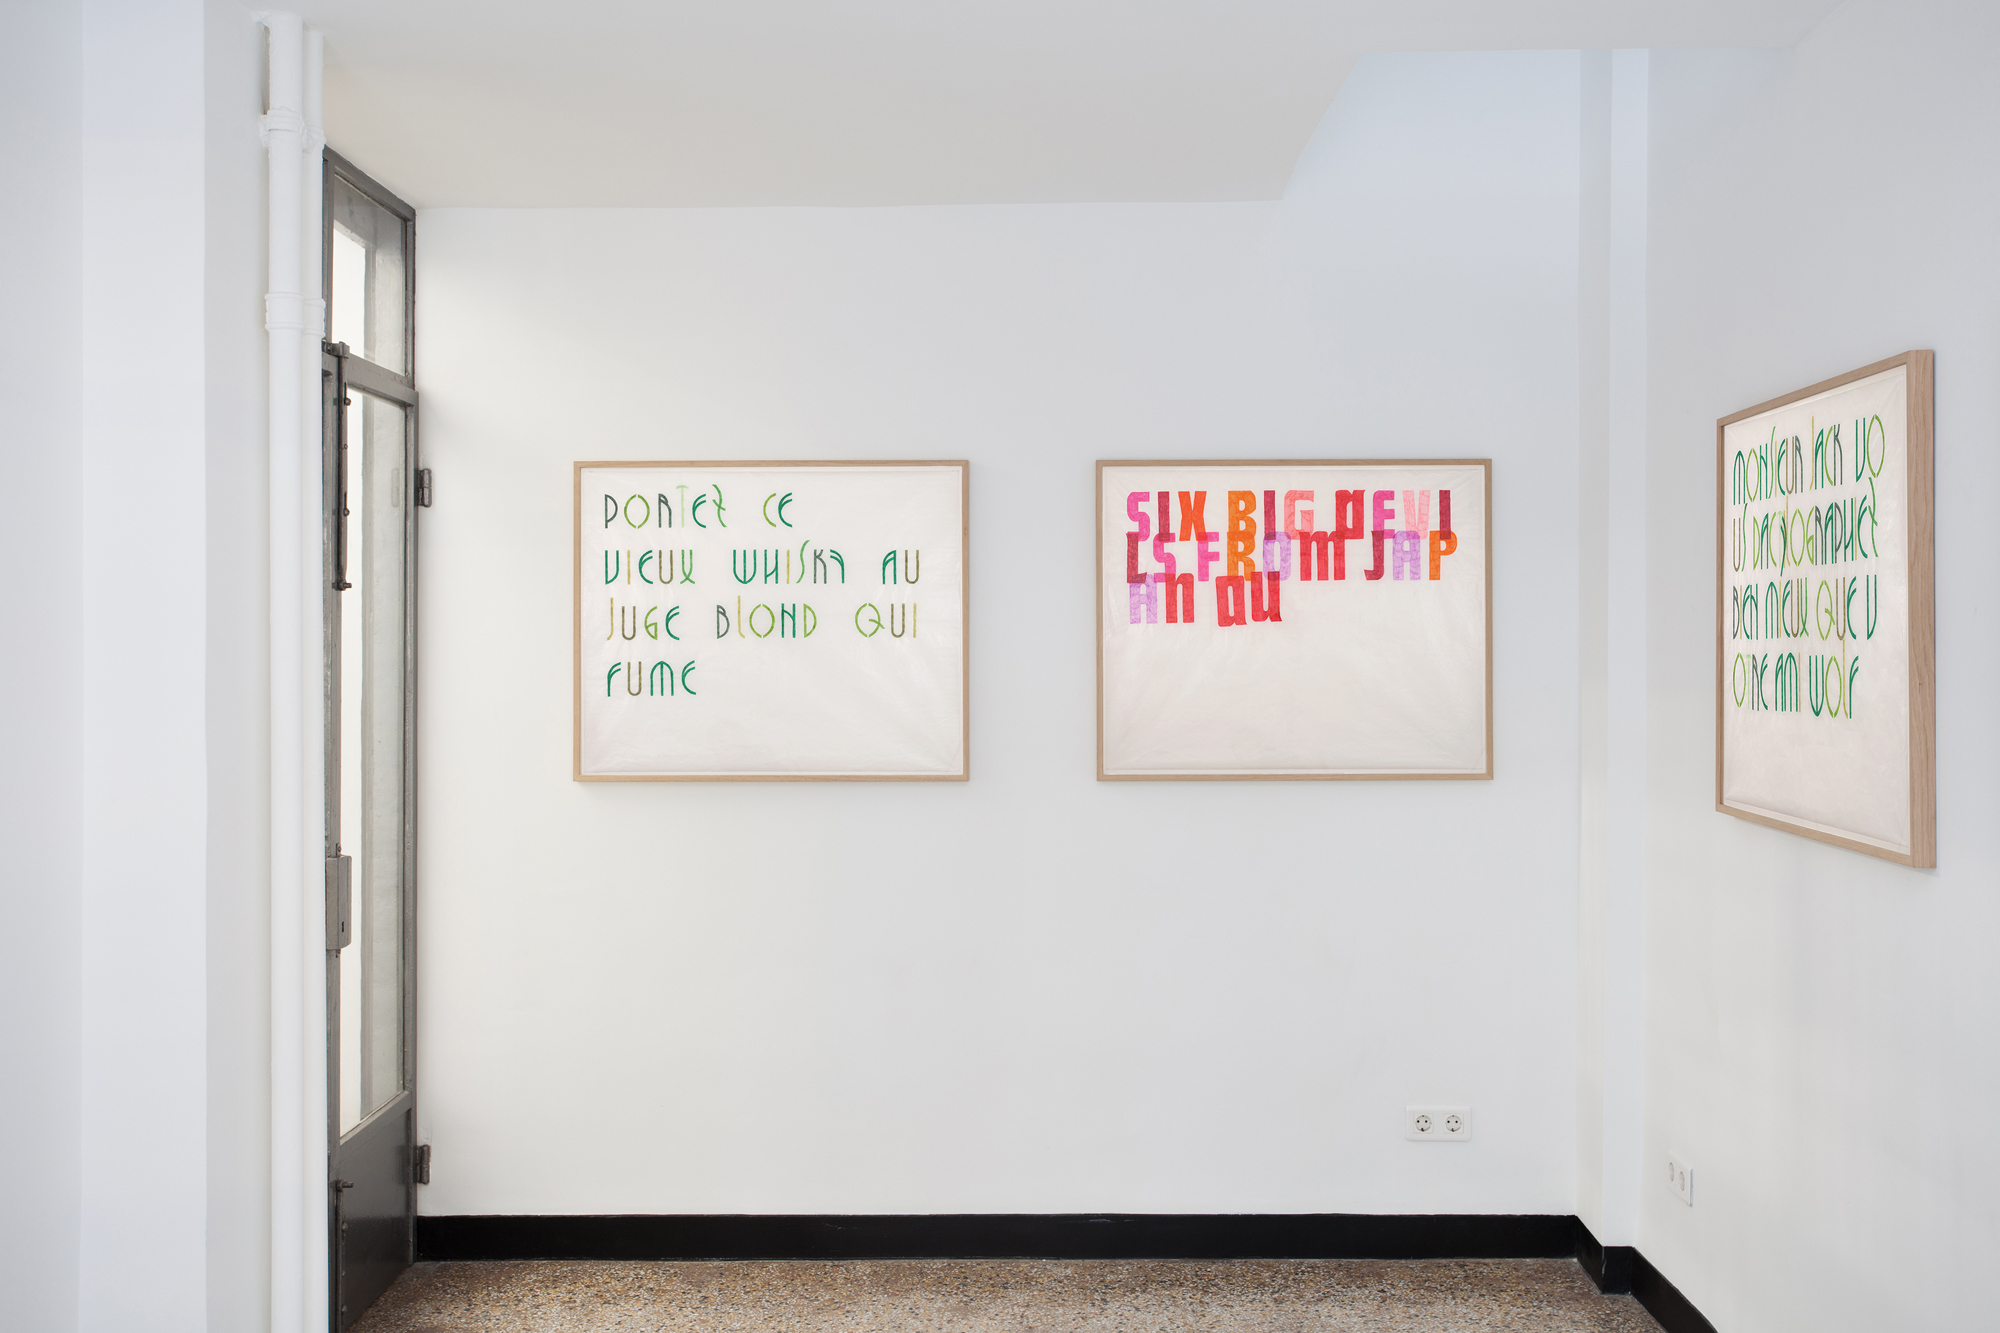 PORTEZ CE
VIEUX WHISKY AU
JUGE BLOND QUI
FUME
SIX BIG DEVI
LS FROM JAP
AN QU
MONSIEUR JACK VO
US DACTYLOGRAPHIEZ
BIEN MIEUX QUE V
OTRE AMI WOLF